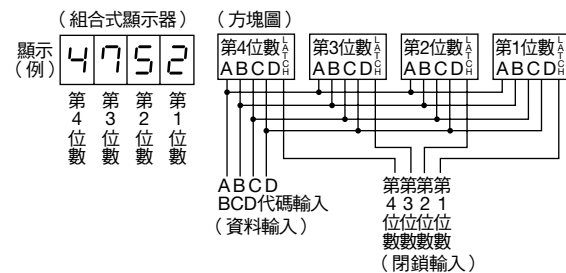 （組合式顯示器）
顯示
（例）
4752
第4位數
第3位數
第2位數
第1位數
（方塊圖）
第4位數
ABCD
LATCH
第3位數
ABCD
LATCH
第2位數
ABCD
LATCH
第1位數
ABCD
LATCH
ABCD
BCD代碼輸入
（資料輸入）
第4位數
第3位數
第2位數
第1位數
（閉鎖輸入）